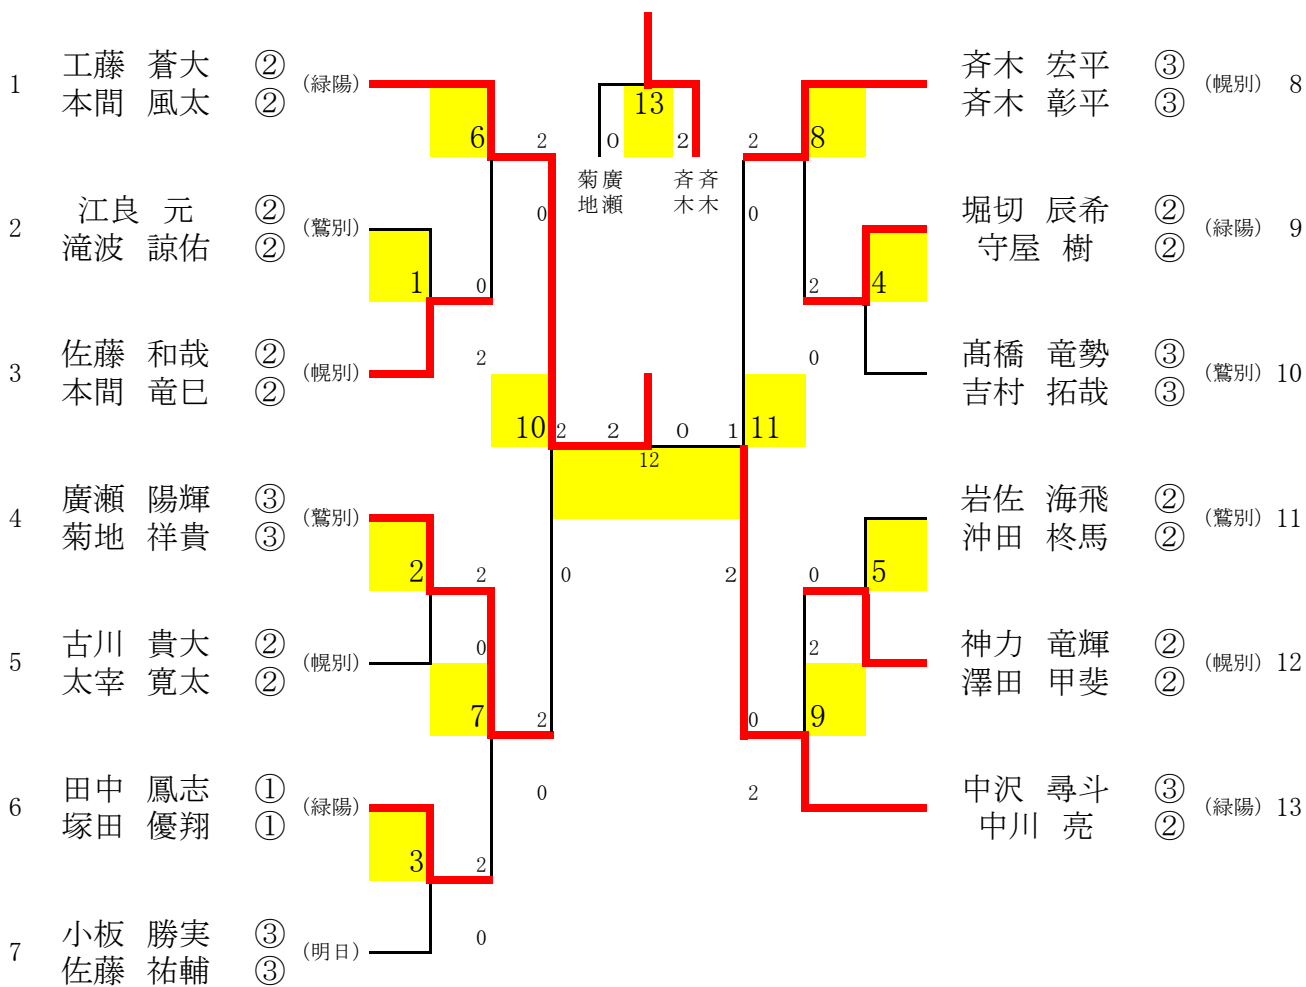 1 工藤 蒼大 ② (緑陽)
本間 風太 ②
2 江良 元 ② (鷲別)
滝波 諒佑 ②
3 佐藤 和哉 ② (幌別)
本間 竜巳 ②
4 廣瀬 陽輝 ③ (鷲別)
菊地 祥貴 ③
5 古川 貴大 ② (幌別)
太宰 寛太 ②
6 田中 鳳志 ① (緑陽)
塚田 優翔 ①
7 小板 勝実 ③ (明日)
佐藤 祐輔 ③
6 2
0
1 0
2
10 2 2 0 1 11
12
2 2 0
0
7 2
0
3 2
0
13
0 2
菊地 廣瀬 斉木 斉木
2 8
0
2 4
0
2 0 5
2
0 9
2
斉木 宏平 ③ (幌別) 8
斉木 彰平 ③
堀切 辰希 ② (緑陽) 9
守屋 樹 ②
髙橋 竜勢 ③ (鷲別) 10
吉村 拓哉 ③
岩佐 海飛 ② (鷲別) 11
沖田 柊馬 ②
神力 竜輝 ② (幌別) 12
澤田 甲斐 ②
中沢 尋斗 ③ (緑陽) 13
中川 亮 ②